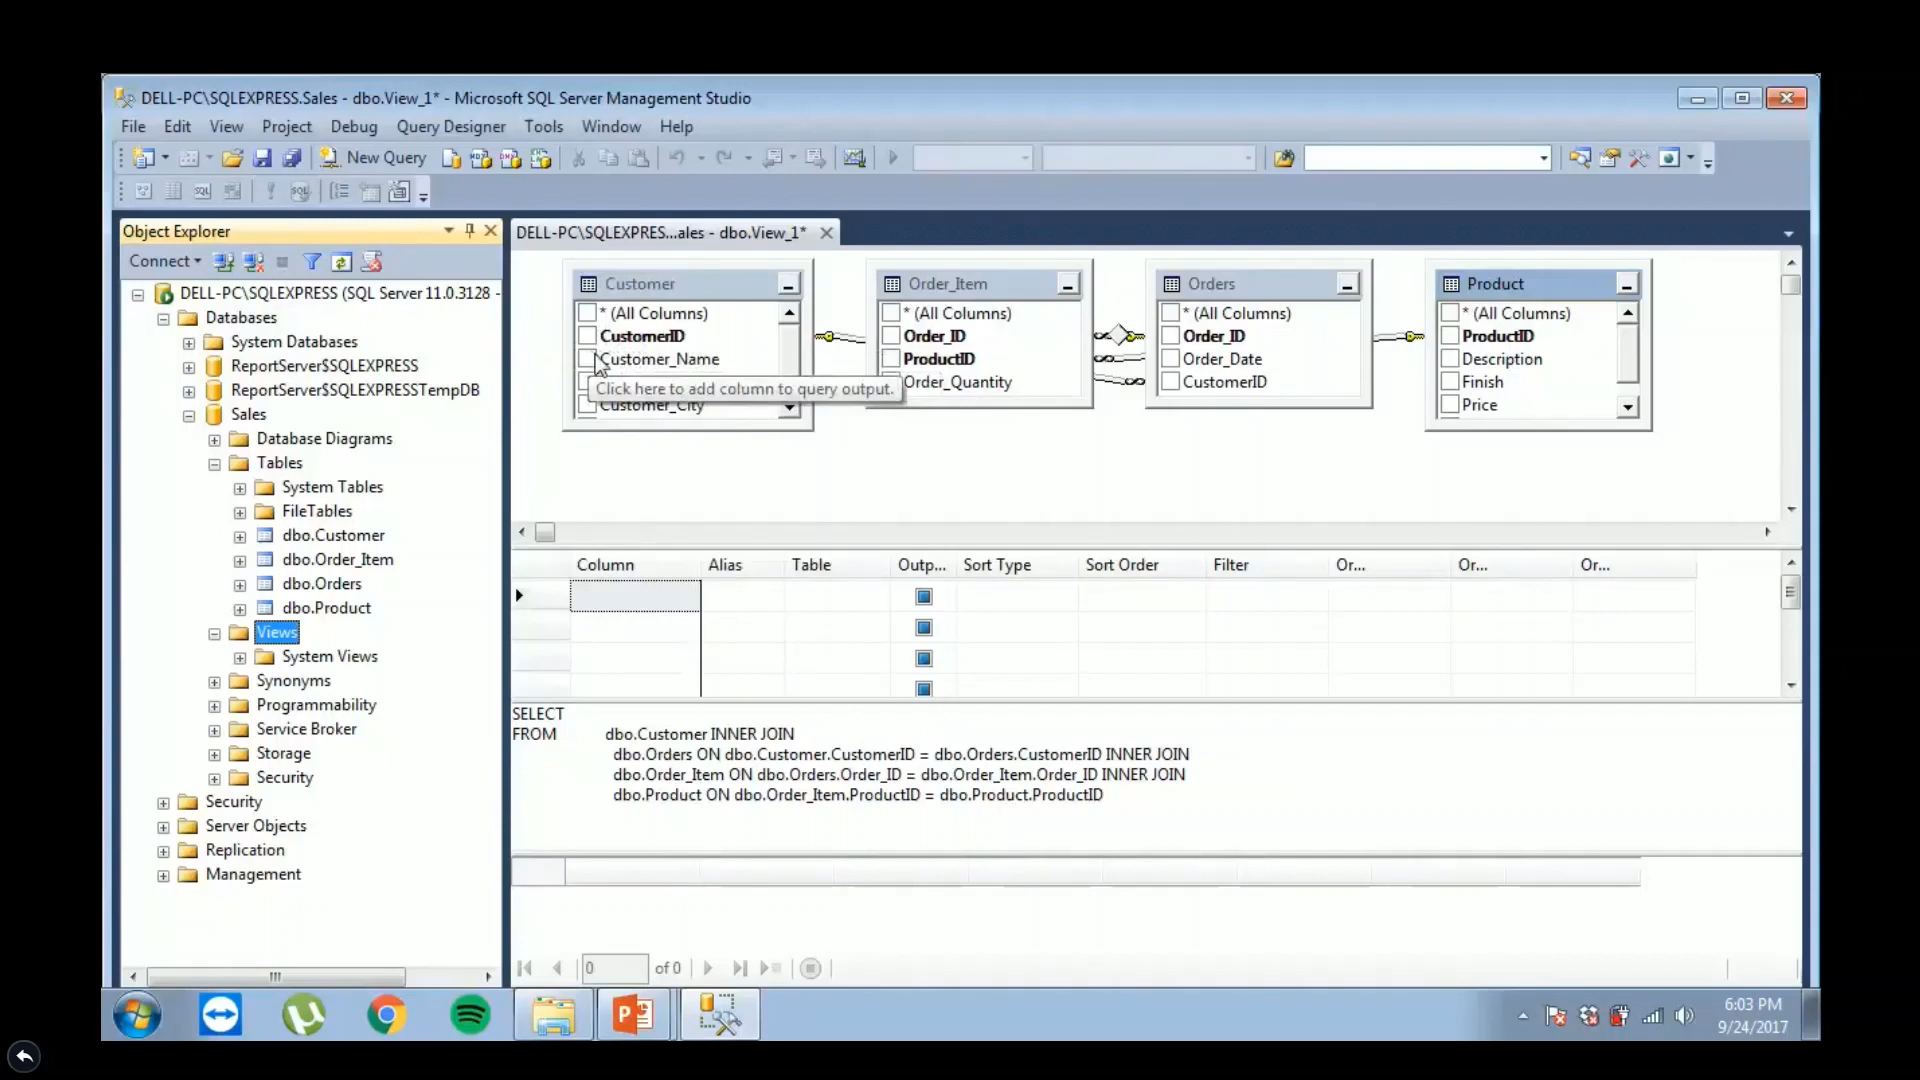 DELL-PC\SQLEXPRESS.Sales - dbo.View_1* - Microsoft SQL Server Management Studio
File Edit View Project Debug Query Designer Tools Window Help
New Query
SQL SQL
Object Explorer
Connect
DELL-PC\SQLEXPRESS (SQL Server 11.0.3128 -
Databases
System Databases
ReportServer$SQLEXPRESS
ReportServer$SQLEXPRESSTempDB
Sales
Database Diagrams
Tables
System Tables
FileTables
dbo.Customer
dbo.Order_Item
dbo.Orders
dbo.Product
Views
System Views
Synonyms
Programmability
Service Broker
Storage
Security
Security
Server Objects
Replication
Management
DELL-PC\SQLEXPRES...ales - dbo.View_1*
Customer
* (All Columns)
CustomerID
Customer_Name
Click here to add column to query output.
Customer_City
Order_Item
* (All Columns)
Order_ID
ProductID
Order_Quantity
Orders
* (All Columns)
Order_ID
Order_Date
CustomerID
Product
* (All Columns)
ProductID
Description
Finish
Price
Column Alias Table Outp... Sort Type Sort Order Filter Or... Or... Or...
SELECT
FROM dbo.Customer INNER JOIN
dbo.Orders ON dbo.Customer.CustomerID = dbo.Orders.CustomerID INNER JOIN
dbo.Order_Item ON dbo.Orders.Order_ID = dbo.Order_Item.Order_ID INNER JOIN
dbo.Product ON dbo.Order_Item.ProductID = dbo.Product.ProductID
0 of 0
6:03 PM
9/24/2017